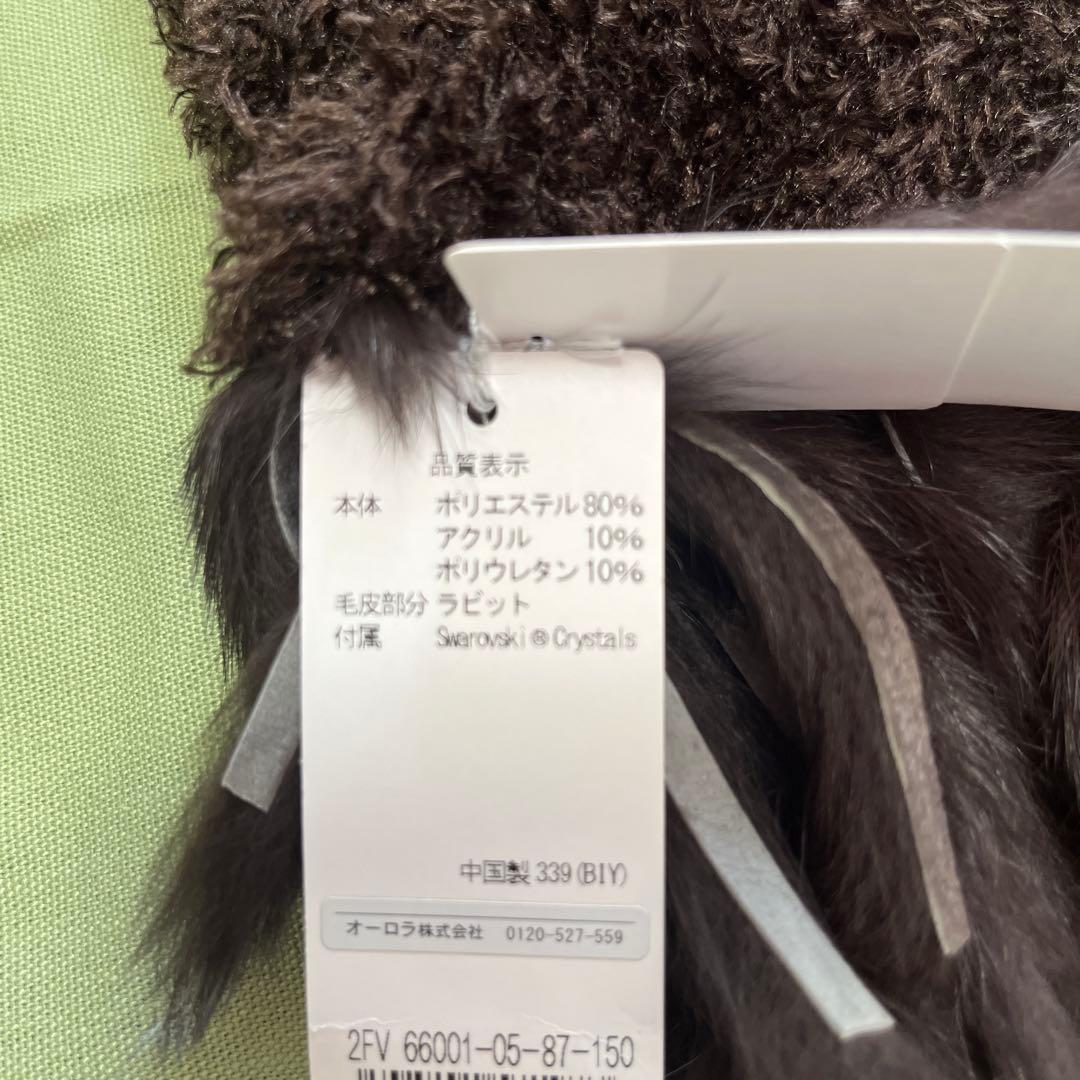 品質表示
本体 ポリエステル 80%
アクリル 10%
ポリウレタン 10%
毛皮部分 ラビット
付属 Swarovski® Crystals
中国製 339 (BIY)
オーロラ株式会社 0120-527-559
2FV 66001-05-87-150